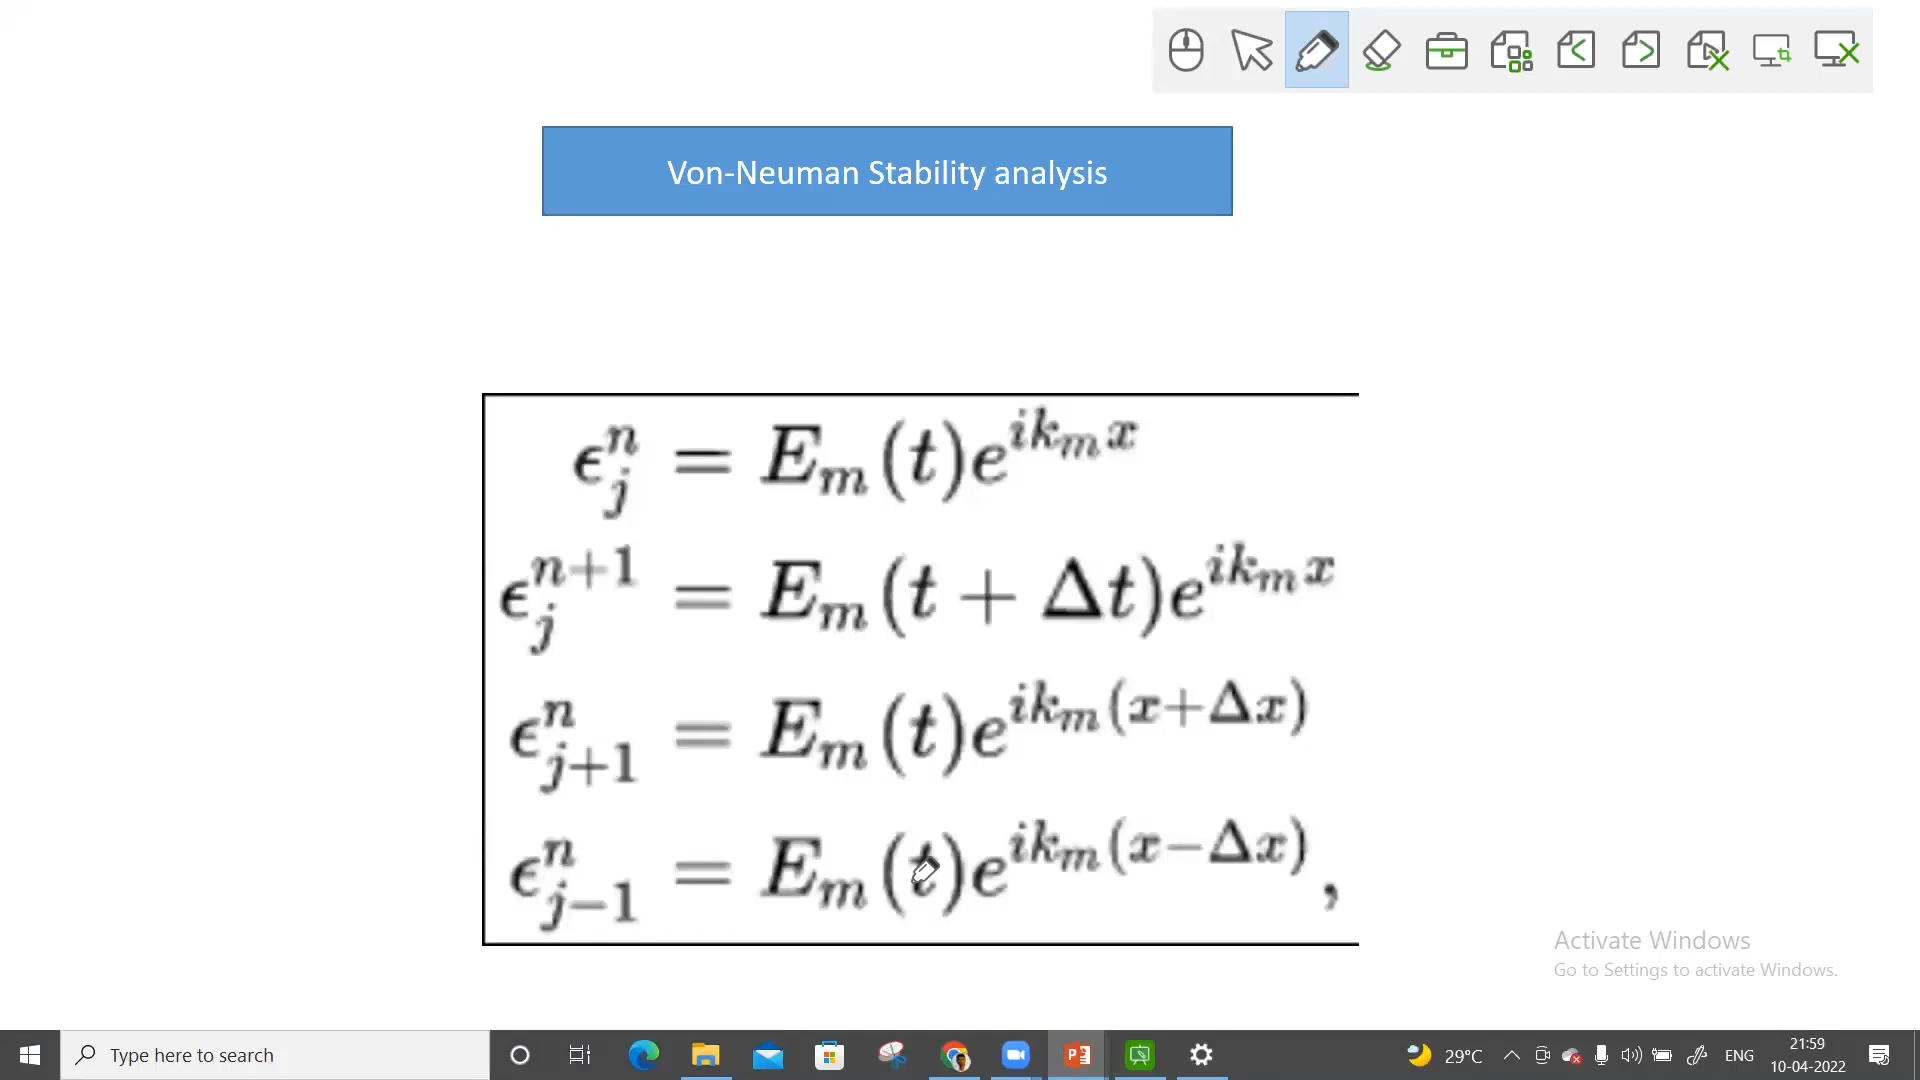 Von-Neuman Stability analysis
ϵ_j^n = E_m(t)e^{ik_m x}
ϵ_j^{n+1} = E_m(t + Δt)e^{ik_m x}
ϵ_{j+1}^n = E_m(t)e^{ik_m(x+Δx)}
ϵ_{j−1}^n = E_m(t)e^{ik_m(x−Δx)},
Activate Windows
Go to Settings to activate Windows.
Type here to search
29°C
ENG
21:59
10-04-2022